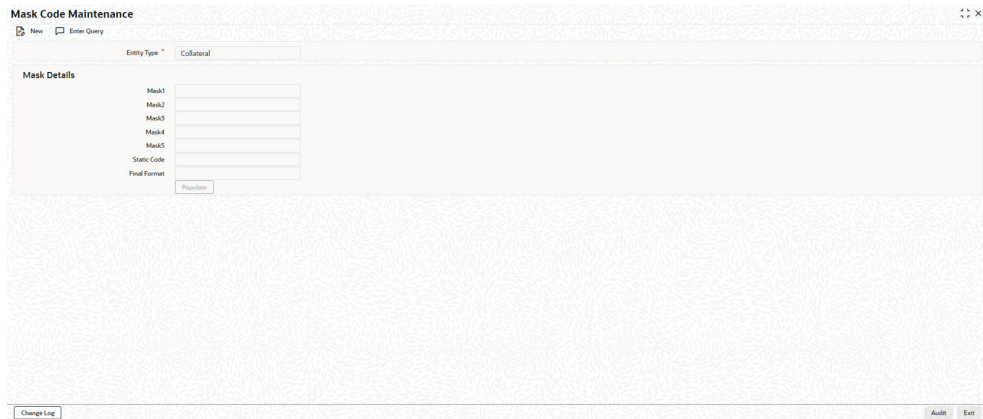 Mask Code Maintenance
New Enter Query
Entity Type * Collateral
Mask Details
Mask1
Mask2
Mask3
Mask4
Mask5
Static Code
Final Format
Populate
Change Log Audit Exit